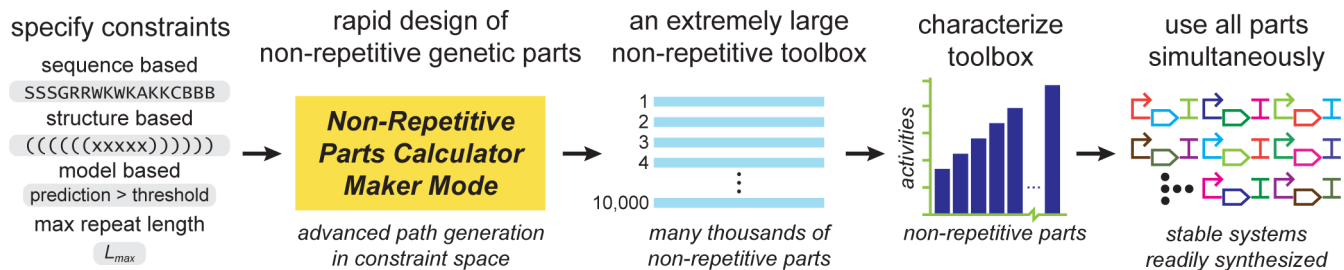 specify constraints
sequence based
SSSGRRWKWKAKKCBBB
structure based
((((((xxxxx))))))
model based
prediction > threshold
max repeat length
Lmax
rapid design of
non-repetitive genetic parts
Non-Repetitive
Parts Calculator
Maker Mode
advanced path generation
in constraint space
an extremely large
non-repetitive toolbox
1
2
3
4
10,000
many thousands of
non-repetitive parts
characterize
toolbox
activities
...
non-repetitive parts
use all parts
simultaneously
stable systems
readily synthesized